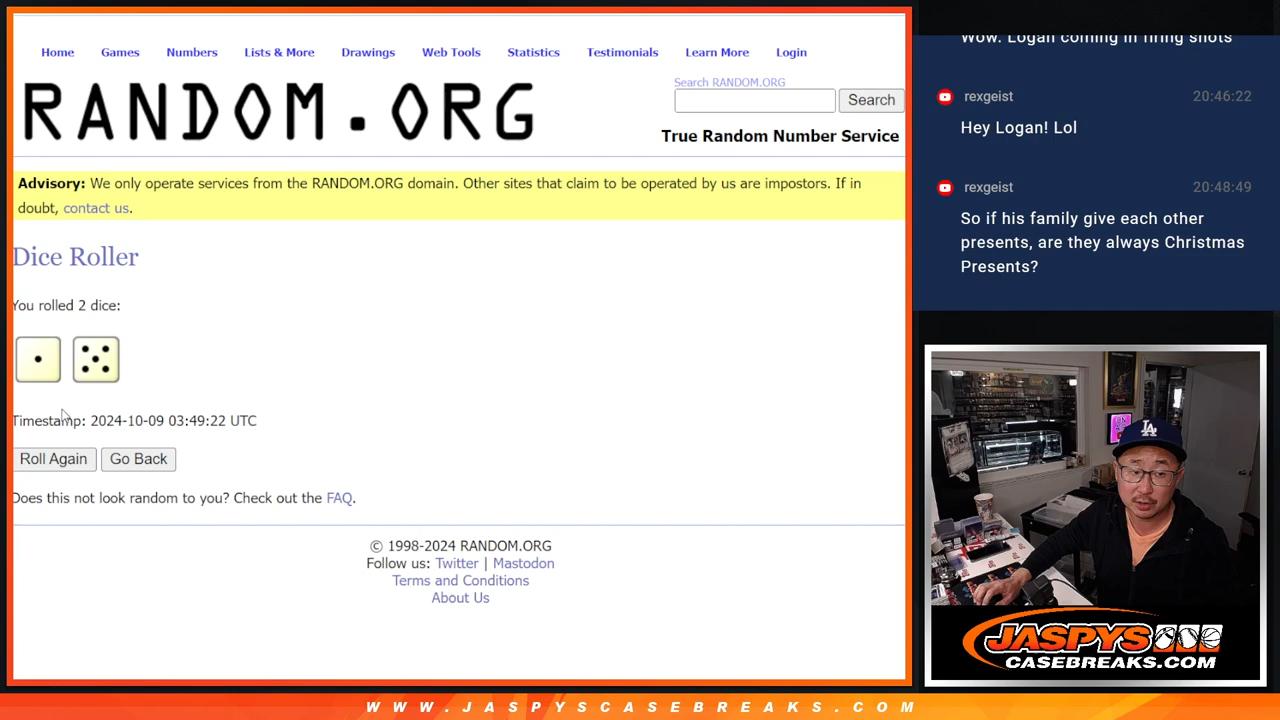 Home Games Numbers Lists & More Drawings Web Tools Statistics Testimonials Learn More Login
RANDOM.ORG
Search RANDOM.ORG
Search
True Random Number Service
Advisory: We only operate services from the RANDOM.ORG domain. Other sites that claim to be operated by us are impostors. If in
doubt, contact us.
Dice Roller
You rolled 2 dice:
Timestamp: 2024-10-09 03:49:22 UTC
Roll Again Go Back
Does this not look random to you? Check out the FAQ.
© 1998-2024 RANDOM.ORG
Follow us: Twitter | Mastodon
Terms and Conditions
About Us
Wow. Logan coming in firing shots
rexgeist 20:46:22
Hey Logan! Lol
rexgeist 20:48:49
So if his family give each other
presents, are they always Christmas
Presents?
LA
JASPYS
CASEBREAKS.COM
WWW.JASPYSCASEBREAKS.COM